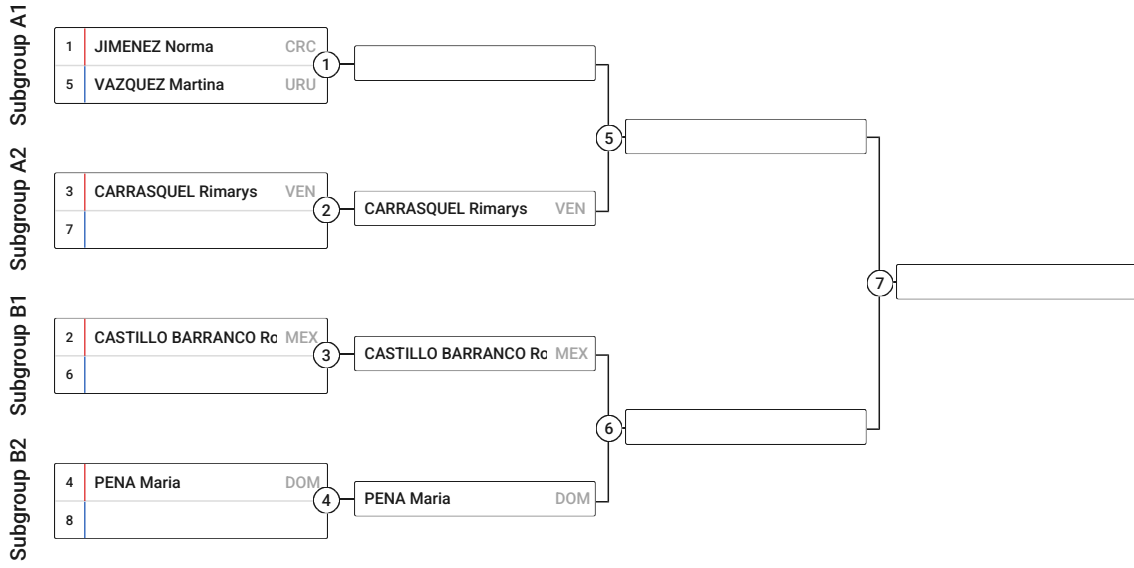 Subgroup A1
1 JIMENEZ Norma CRC
5 VAZQUEZ Martina URU
1
Subgroup A2
3 CARRASQUEL Rimarys VEN
7
2
CARRASQUEL Rimarys VEN
5
Subgroup B1
2 CASTILLO BARRANCO Ro MEX
6
3
CASTILLO BARRANCO Ro MEX
Subgroup B2
4 PENA Maria DOM
8
4
PENA Maria DOM
6
7